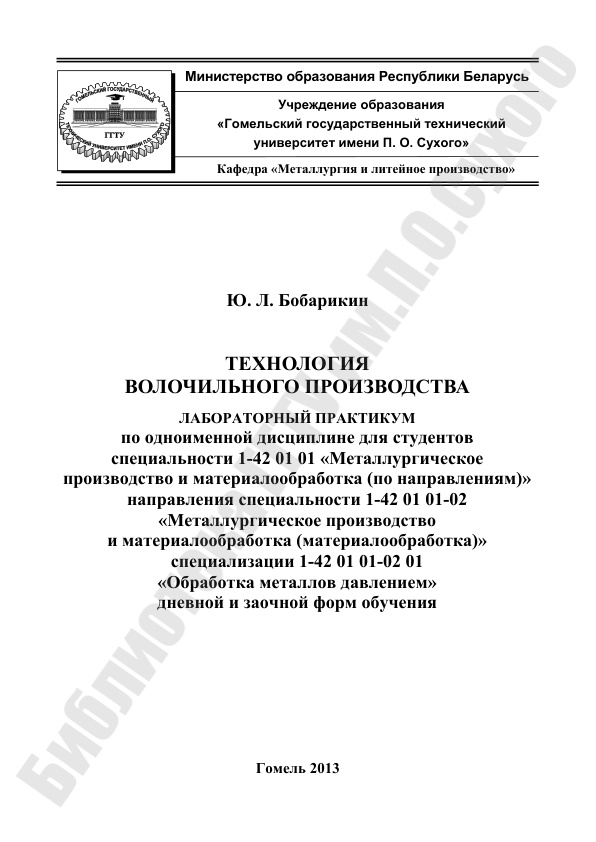 Министерство образования Республики Беларусь
Учреждение образования
«Гомельский государственный технический
университет имени П. О. Сухого»
Кафедра «Металлургия и литейное производство»
ГОМЕЛЬСКИЙ ГОСУДАРСТВЕННЫЙ
ТЕХНИЧЕСКИЙ УНИВЕРСИТЕТ ИМЕНИ П.О. СУХОГО
ГГТУ
Ю. Л. Бобарикин
ТЕХНОЛОГИЯ
ВОЛОЧИЛЬНОГО ПРОИЗВОДСТВА
ЛАБОРАТОРНЫЙ ПРАКТИКУМ
по одноименной дисциплине для студентов
специальности 1-42 01 01 «Металлургическое
производство и материалообработка (по направлениям)»
направления специальности 1-42 01 01-02
«Металлургическое производство
и материалообработка (материалообработка)»
специализации 1-42 01 01-02 01
«Обработка металлов давлением»
дневной и заочной форм обучения
Гомель 2013
Библиотека ГГТУ им.П.О.Сухого